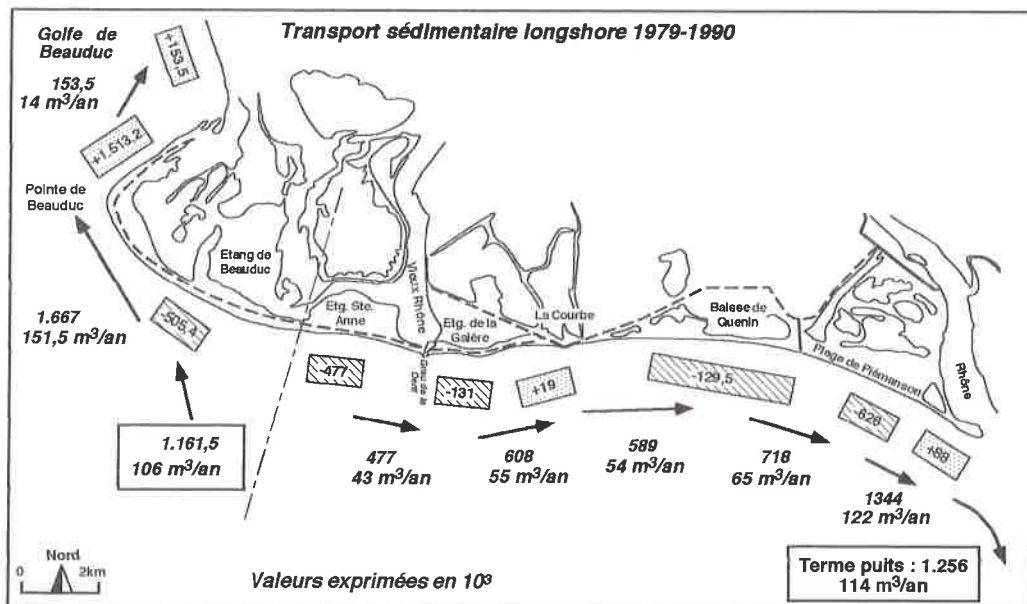 Transport sédimentaire longshore 1979-1990
Golfe de
Beauduc
+153,5
153,5
14 m³/an
+1.513,2
Pointe de
Beauduc
Etang de
Beauduc
Vieux Rhône
Etg. Ste.
Anne
Etg. de la
Galère
La Courbe
Baisse de
Quenin
Plage de Piémanson
Rhône
1.667
151,5 m³/an
-505,4
-477
Grau de la
Dent
-131
+19
-129,5
-626
+88
1.161,5
106 m³/an
477
43 m³/an
608
55 m³/an
589
54 m³/an
718
65 m³/an
1344
122 m³/an
Nord
0 2km
Valeurs exprimées en 10³
Terme puits : 1.256
114 m³/an